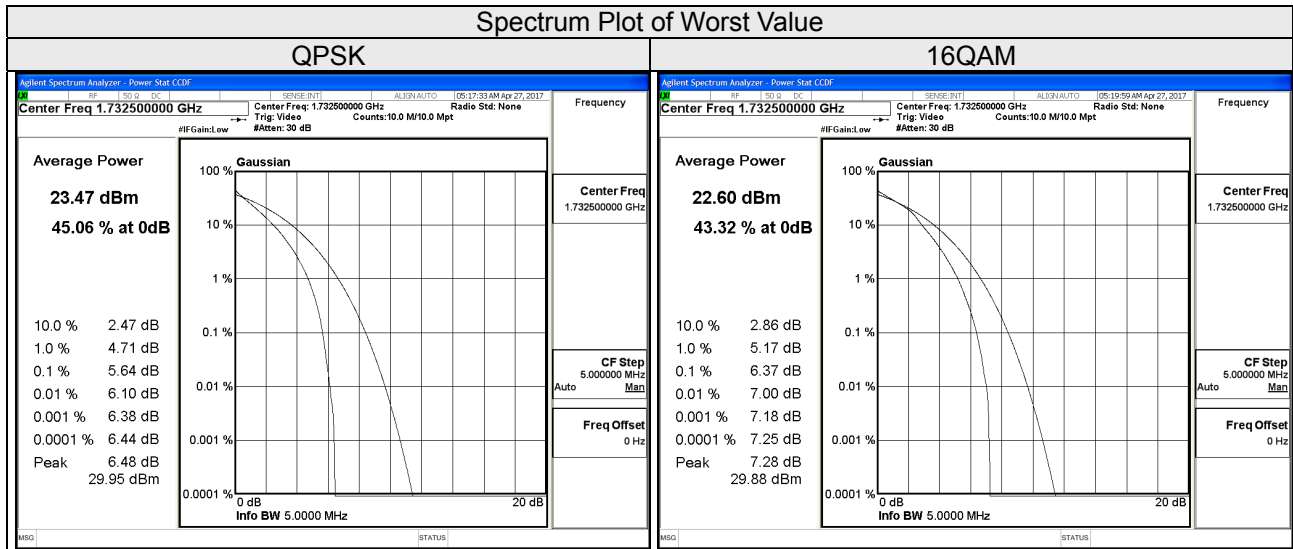 Spectrum Plot of Worst Value
QPSK
Agilent Spectrum Analyzer - Power Stat CCDF
RF 50 Ω DC SENSE:INT ALIGN AUTO 05:17:33 AM Apr 27, 2017
Center Freq 1.732500000 GHz
Center Freq: 1.732500000 GHz Radio Std: None
Trig: Video Counts:10.0 M/10.0 Mpt
#IFGain:Low #Atten: 30 dB
Frequency
Average Power
23.47 dBm
45.06 % at 0dB
10.0 % 2.47 dB
1.0 % 4.71 dB
0.1 % 5.64 dB
0.01 % 6.10 dB
0.001 % 6.38 dB
0.0001 % 6.44 dB
Peak 6.48 dB
29.95 dBm
Gaussian
100 %
10 %
1 %
0.1 %
0.01 %
0.001 %
0.0001 %
0 dB 20 dB
Info BW 5.0000 MHz
Center Freq
1.732500000 GHz
CF Step
5.000000 MHz
Auto Man
Freq Offset
0 Hz
MSG STATUS
16QAM
Agilent Spectrum Analyzer - Power Stat CCDF
RF 50 Ω DC SENSE:INT ALIGN AUTO 05:19:59 AM Apr 27, 2017
Center Freq 1.732500000 GHz
Center Freq: 1.732500000 GHz Radio Std: None
Trig: Video Counts:10.0 M/10.0 Mpt
#IFGain:Low #Atten: 30 dB
Frequency
Average Power
22.60 dBm
43.32 % at 0dB
10.0 % 2.86 dB
1.0 % 5.17 dB
0.1 % 6.37 dB
0.01 % 7.00 dB
0.001 % 7.18 dB
0.0001 % 7.25 dB
Peak 7.28 dB
29.88 dBm
Gaussian
100 %
10 %
1 %
0.1 %
0.01 %
0.001 %
0.0001 %
0 dB 20 dB
Info BW 5.0000 MHz
Center Freq
1.732500000 GHz
CF Step
5.000000 MHz
Auto Man
Freq Offset
0 Hz
MSG STATUS